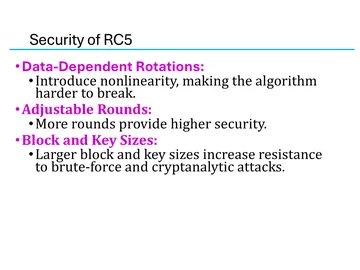 Security of RC5
•Data-Dependent Rotations:
•Introduce nonlinearity, making the algorithm
harder to break.
•Adjustable Rounds:
•More rounds provide higher security.
•Block and Key Sizes:
•Larger block and key sizes increase resistance
to brute-force and cryptanalytic attacks.